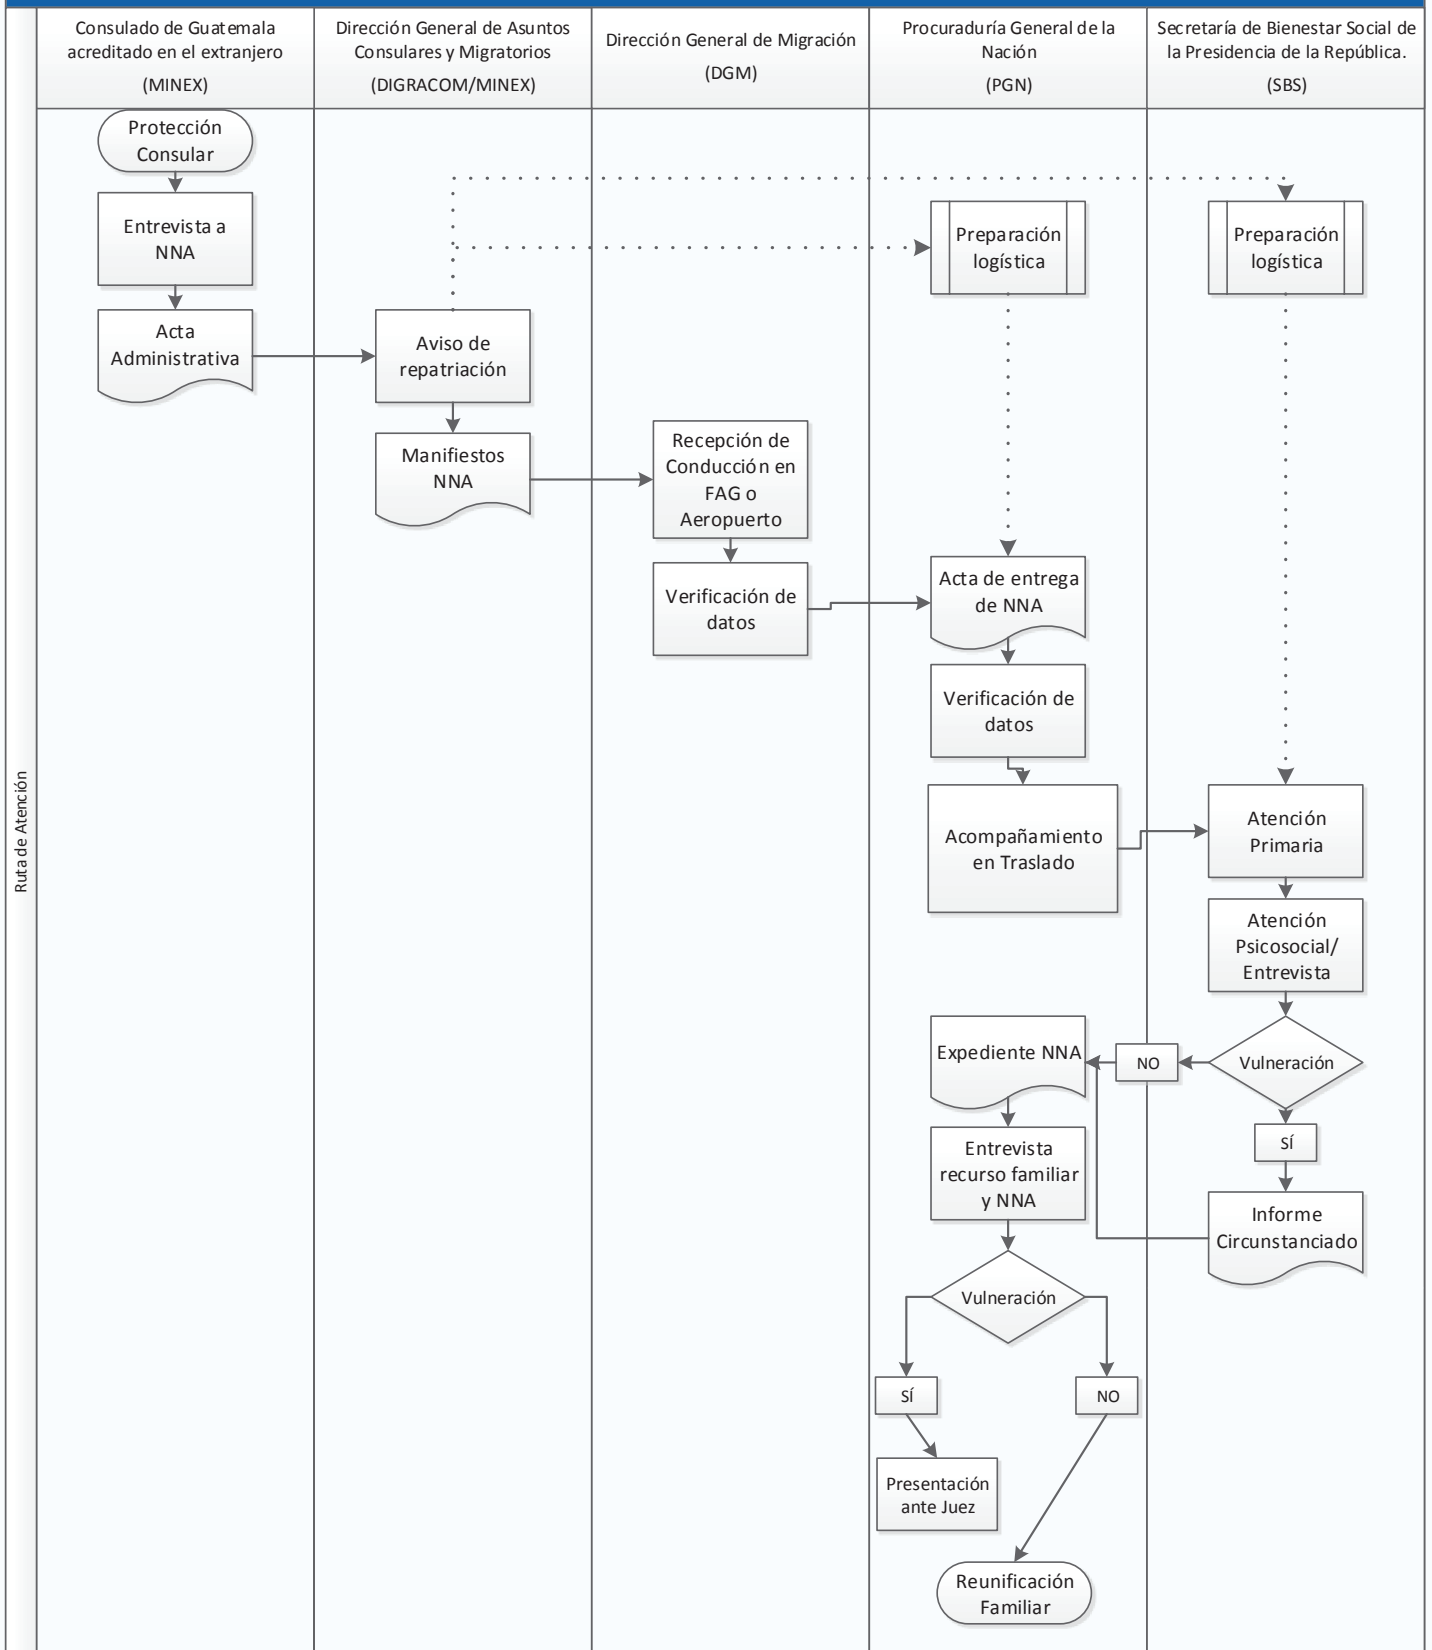 Consulado de Guatemala
acreditado en el extranjero
(MINEX)
Dirección General de Asuntos
Consulares y Migratorios
(DIGRACOM/MINEX)
Dirección General de Migración
(DGM)
Procuraduría General de la
Nación
(PGN)
Secretaría de Bienestar Social de
la Presidencia de la República.
(SBS)
Ruta de Atención
Protección
Consular
Entrevista a
NNA
Acta
Administrativa
Aviso de
repatriación
Manifiestos
NNA
Recepción de
Conducción en
FAG o
Aeropuerto
Verificación de
datos
Preparación
logística
Preparación
logística
Acta de entrega
de NNA
Verificación de
datos
Acompañamiento
en Traslado
Atención
Primaria
Atención
Psicosocial/
Entrevista
Vulneración
NO
SÍ
Informe
Circunstanciado
Expediente NNA
Entrevista
recurso familiar
y NNA
Vulneración
SÍ
NO
Presentación
ante Juez
Reunificación
Familiar